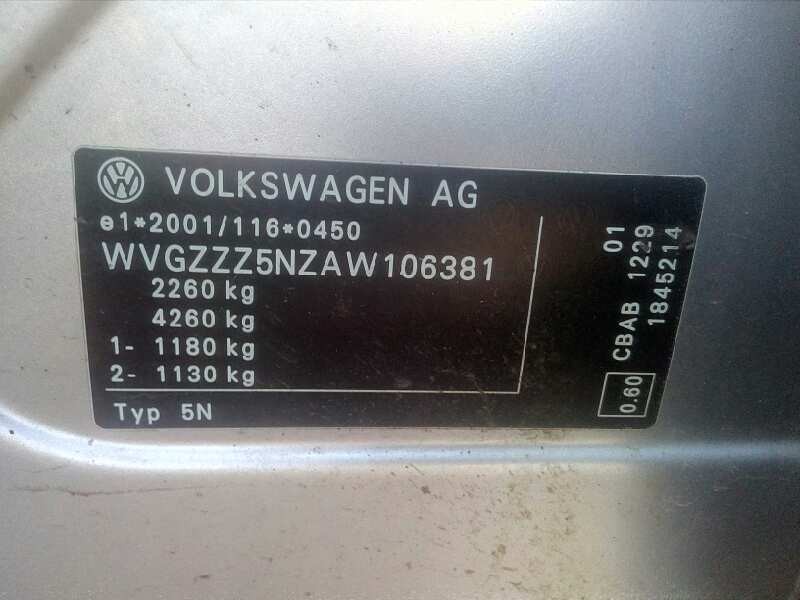 VOLKSWAGEN AG
e1*2001/116*0450
WVGZZZ5NZAW106381
2260 kg
4260 kg
1- 1180 kg
2- 1130 kg
Typ 5N
01
CBAB 1229
1845214
0.60